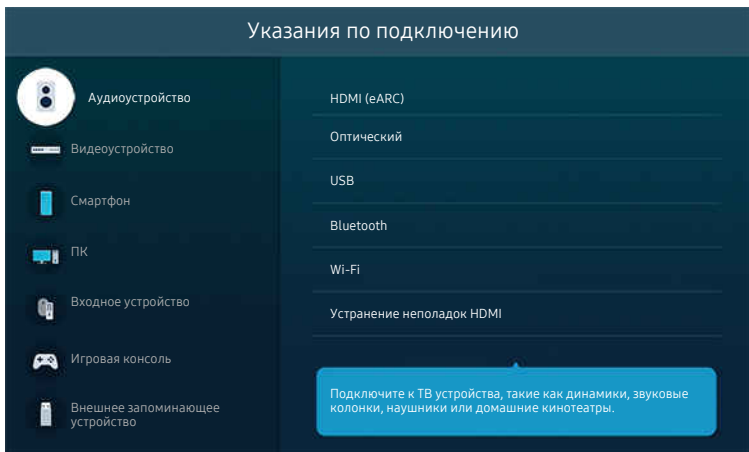 Указания по подключению
Аудиоустройство
Видеоустройство
Смартфон
ПК
Входное устройство
Игровая консоль
Внешнее запоминающее
устройство
HDMI (eARC)
Оптический
USB
Bluetooth
Wi-Fi
Устранение неполадок HDMI
Подключите к ТВ устройства, такие как динамики, звуковые
колонки, наушники или домашние кинотеатры.